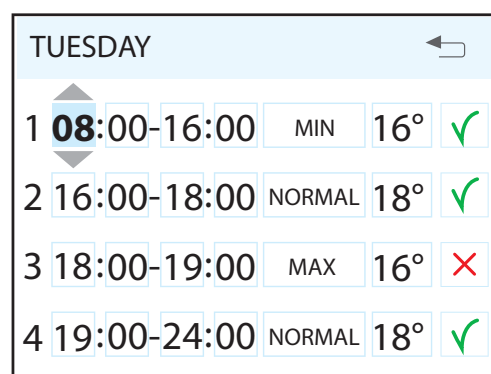 TUESDAY
1 08:00-16:00 MIN 16°
2 16:00-18:00 NORMAL 18°
3 18:00-19:00 MAX 16°
4 19:00-24:00 NORMAL 18°